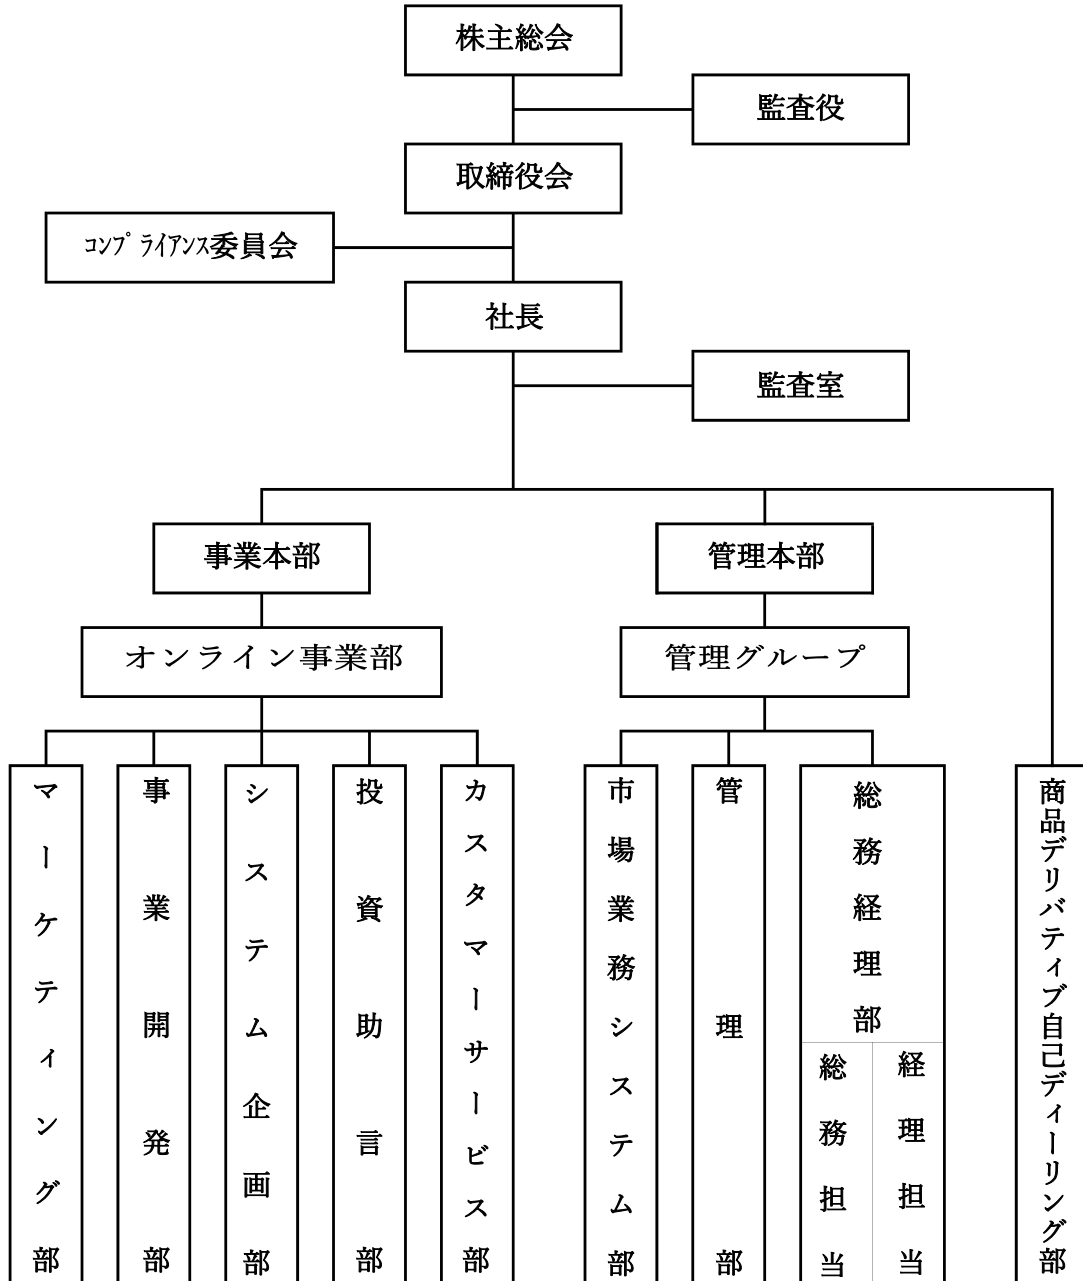 株主総会
監査役
取締役会
ｺﾝﾌﾟﾗｲｱﾝｽ委員会
社長
監査室
事業本部
管理本部
オンライン事業部
管理グループ
マーケティング部
事業開発部
システム企画部
投資助言部
カスタマーサービス部
市場業務システム部
管理部
総務経理部
総務担当
経理担当
商品デリバティブ自己ディーリング部